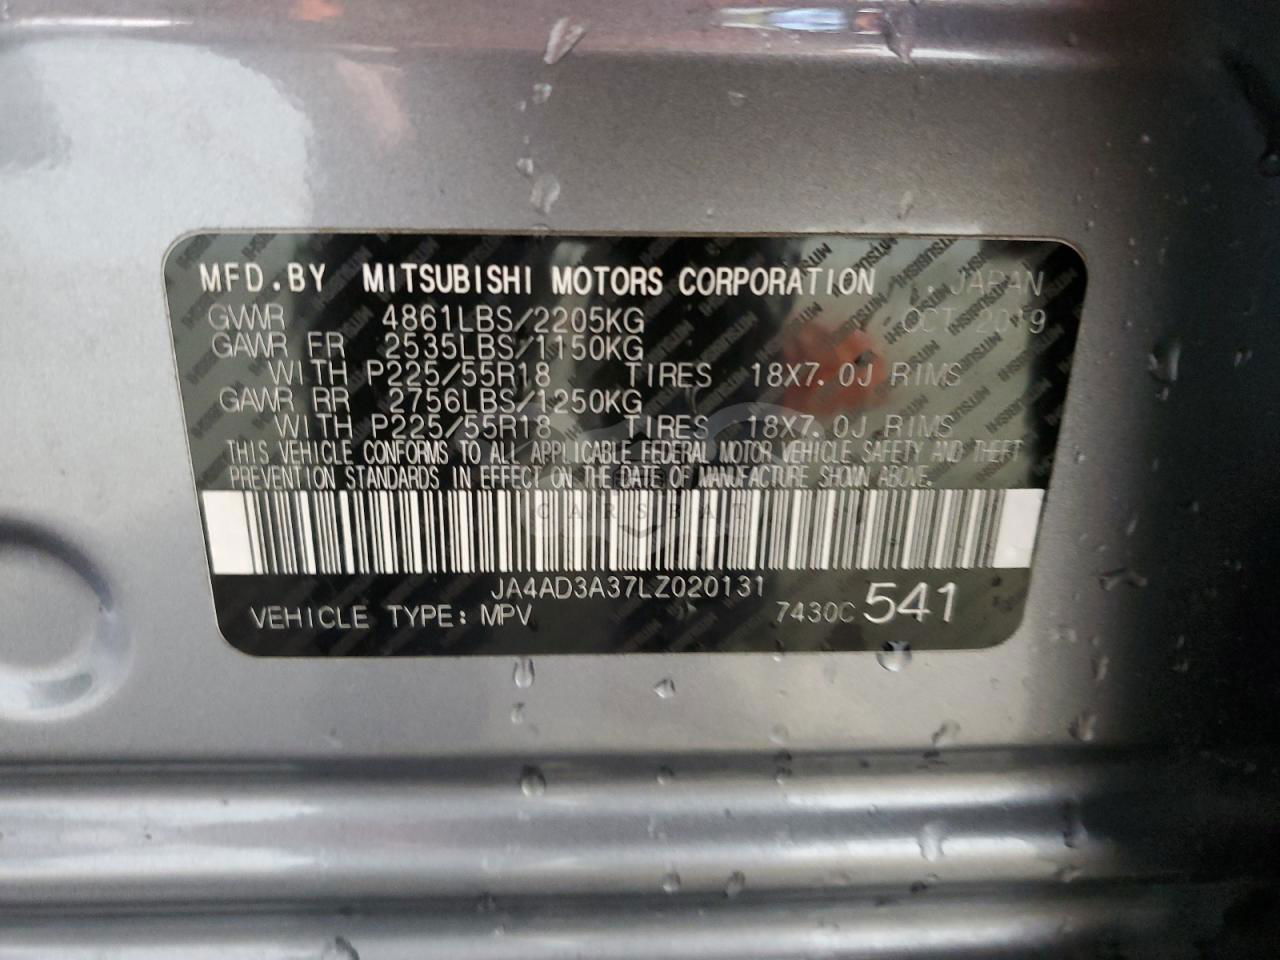 MFD. BY MITSUBISHI MOTORS CORPORATION , JAPAN
GVWR 4861LBS/2205KG OCT 2019
GAWR FR 2535LBS/1150KG
WITH P225/55R18 TIRES 18X7.0J RIMS
GAWR RR 2756LBS/1250KG
WITH P225/55R18 TIRES 18X7.0J RIMS
THIS VEHICLE CONFORMS TO ALL APPLICABLE FEDERAL MOTOR VEHICLE SAFETY AND THEFT
PREVENTION STANDARDS IN EFFECT ON THE DATE OF MANUFACTURE SHOWN ABOVE.
CARSBAT
JA4AD3A37LZ020131
VEHICLE TYPE: MPV 7430C 541